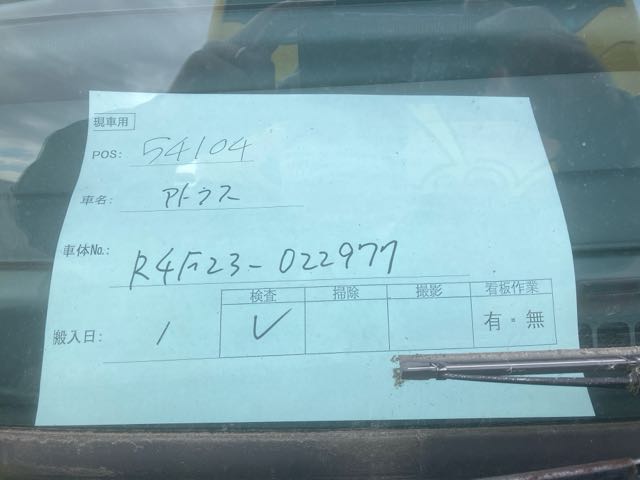 現車用
POS: 54104
車名: アトラス
車体No.: R4F23-022977
検査 掃除 撮影 看板作業
搬入日: / ✓ 有・無